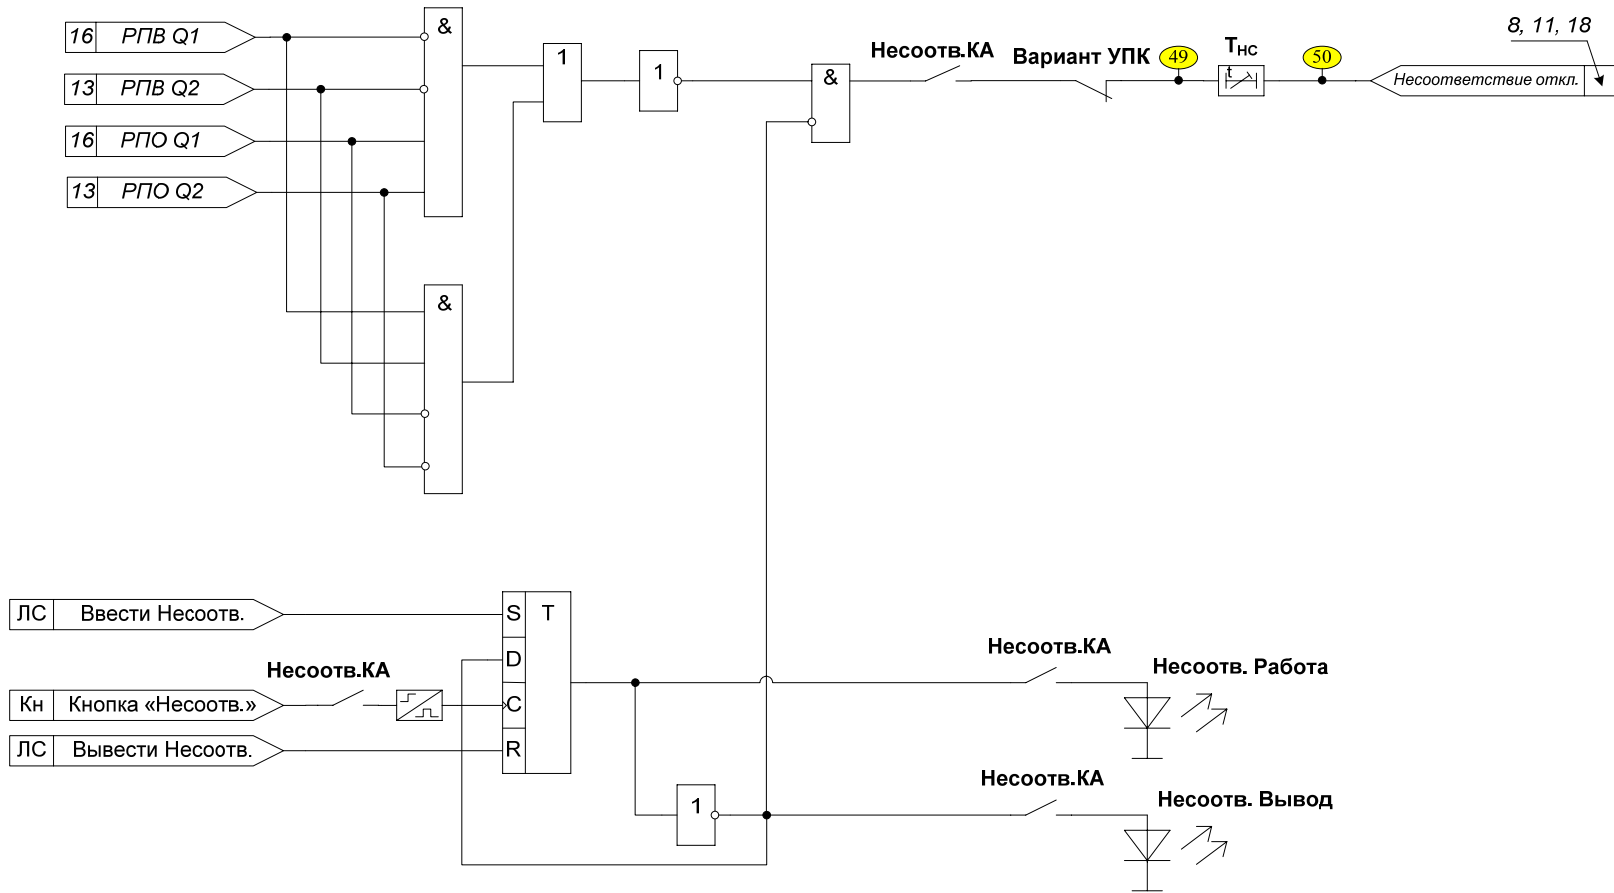 16 РПВ Q1
13 РПВ Q2
16 РПО Q1
13 РПО Q2
&
&
1
1
&
Несоотв.КА
Вариант УПК
49
Tнс
t
50
8, 11, 18
Несоответствие откл.
ЛС Ввести Несоотв.
Несоотв.КА
Кн Кнопка «Несоотв.»
ЛС Вывести Несоотв.
S T
D
C
R
1
Несоотв.КА
Несоотв. Работа
Несоотв.КА
Несоотв. Вывод